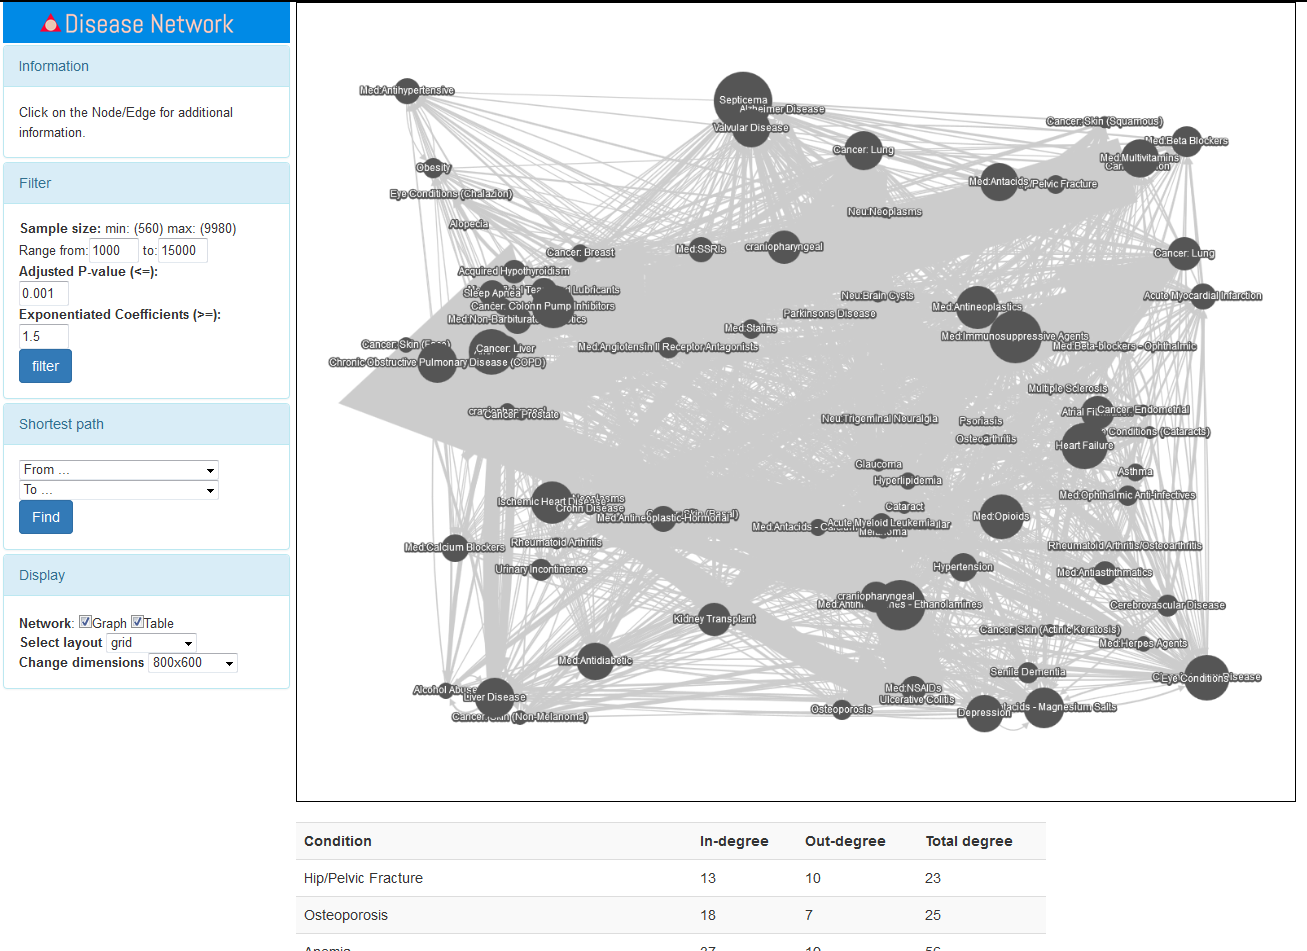 Disease Network
Information
Click on the Node/Edge for additional
information.
Filter
Sample size: min: (560) max: (9980)
Range from: 1000 to: 15000
Adjusted P-value (<=):
0.001
Exponentiated Coefficients (>=):
1.5
filter
Shortest path
From ...
To ...
Find
Display
Network: Graph Table
Select layout grid
Change dimensions 800x600
Med:Antihypertensive
Septicema
Alzheimer Disease
Valvular Disease
Cancer: Skin (Squamous)
Med:Beta Blockers
Cancer: Lung
Med:Multivitamins
Obesity
Med:Antacids
/Pelvic Fracture
Eye Conditions (Chalazion)
Neu:Neoplasms
Alopecia
Cancer: Breast
Med:SSRIs
craniopharyngeal
Cancer: Lung
Acquired Hypothyroidism
Sleep Apnea
d Lubricants
Neu:Brain Cysts
Acute Myocardial Infarction
Cancer: Colon
n Pump Inhibitors
Med:Antineoplastics
Med:Non-Barbiturate
Parkinsons Disease
Med:Statins
Med:Immunosuppressive Agents
Cancer: Skin
Cancer: Liver
Med:Angiotensin II Receptor Antagonists
Med:Beta-blockers - Ophthalmic
Chronic Obstructive Pulmonary Disease (COPD)
Multiple Sclerosis
Cancer: Prostate
Atrial
Cancer: Endometrial
Neu:Trigeminal Neuralgia
Psoriasis
Conditions (Cataracts)
Osteoarthritis
Heart Failure
Glaucoma
Asthma
Hyperlipidemia
Ischemic Heart Disease
Crohn Disease
Med:Ophthalmic Anti-infectives
Cataract
Med:Antineoplastic-Hormonal
(Basal)
Med:Opioids
Med:Antacids -
Acute Myeloid Leukemia
Med:Calcium Blockers
Rheumatoid Arthritis
Rheumatoid Arthritis/Osteoarthritis
Urinary Incontinence
Hypertension
Med:Antiasththmatics
craniopharyngeal
nes - Ethanolamines
Cerebrovascular Disease
Kidney Transplant
Cancer: Skin (Actinic Keratosis)
Med:Herpes Agents
Med:Antidiabetic
Senile Dementia
Eye Conditions
Disease
Alcohol Abuse
Liver Disease
Med:NSAIDs
Ulcerative Colitis
Osteoporosis
Depression
tacids - Magnesium Salts
Cancer: Skin (Non-Melanoma)
Condition In-degree Out-degree Total degree
Hip/Pelvic Fracture 13 10 23
Osteoporosis 18 7 25